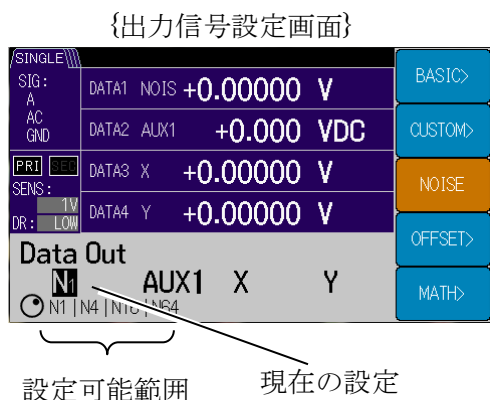 {出力信号設定画面}
SINGLE
SIG:
A
AC
GND
DATA1 NOIS +0.00000 V
DATA2 AUX1 +0.000 VDC
PRI SEC
SENS:
1V
DR: LOW
DATA3 X +0.00000 V
DATA4 Y +0.00000 V
BASIC>
CUSTOM>
NOISE
OFFSET>
MATH>
Data Out
N1 AUX1 X Y
N1 | N4 | N16 | N64
設定可能範囲
現在の設定